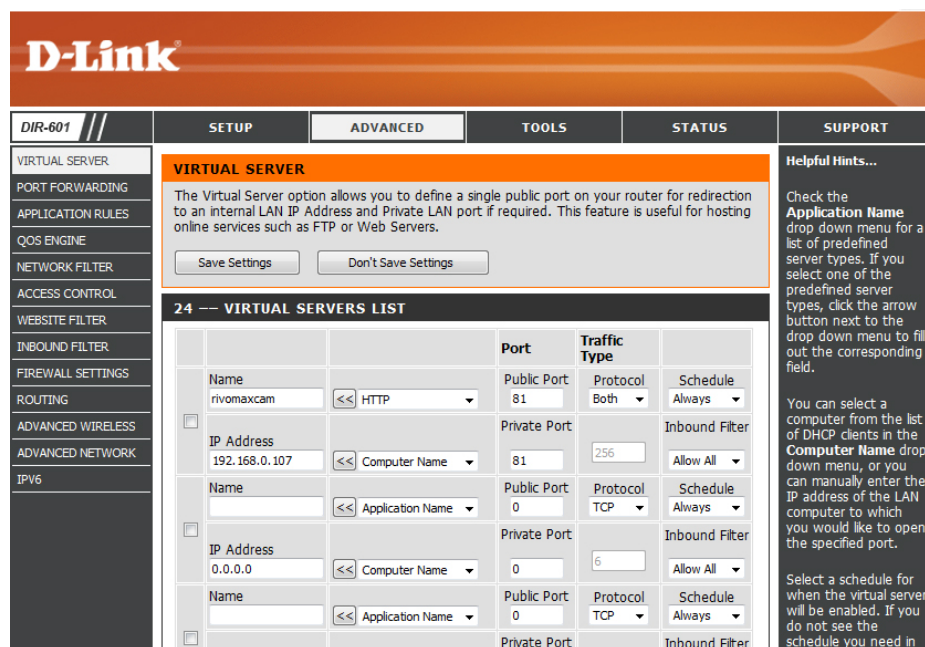 D-Link
DIR-601
SETUP
ADVANCED
TOOLS
STATUS
SUPPORT
VIRTUAL SERVER
PORT FORWARDING
APPLICATION RULES
QOS ENGINE
NETWORK FILTER
ACCESS CONTROL
WEBSITE FILTER
INBOUND FILTER
FIREWALL SETTINGS
ROUTING
ADVANCED WIRELESS
ADVANCED NETWORK
IPV6
VIRTUAL SERVER
The Virtual Server option allows you to define a single public port on your router for redirection
to an internal LAN IP Address and Private LAN port if required. This feature is useful for hosting
online services such as FTP or Web Servers.
Save Settings
Don't Save Settings
24 -- VIRTUAL SERVERS LIST
Port
Traffic
Type
Name
Public Port
Protocol
Schedule
rivomaxcam
<< HTTP
81
Both
Always
Private Port
Inbound Filter
IP Address
256
192.168.0.107
<< Computer Name
81
Allow All
Name
Public Port
Protocol
Schedule
<< Application Name
0
TCP
Always
Private Port
Inbound Filter
IP Address
6
0.0.0.0
<< Computer Name
0
Allow All
Name
Public Port
Protocol
Schedule
<< Application Name
0
TCP
Always
Private Port
Inbound Filter
Helpful Hints...
Check the
Application Name
drop down menu for a
list of predefined
server types. If you
select one of the
predefined server
types, click the arrow
button next to the
drop down menu to fill
out the corresponding
field.
You can select a
computer from the list
of DHCP clients in the
Computer Name drop
down menu, or you
can manually enter the
IP address of the LAN
computer to which
you would like to open
the specified port.
Select a schedule for
when the virtual server
will be enabled. If you
do not see the
schedule you need in